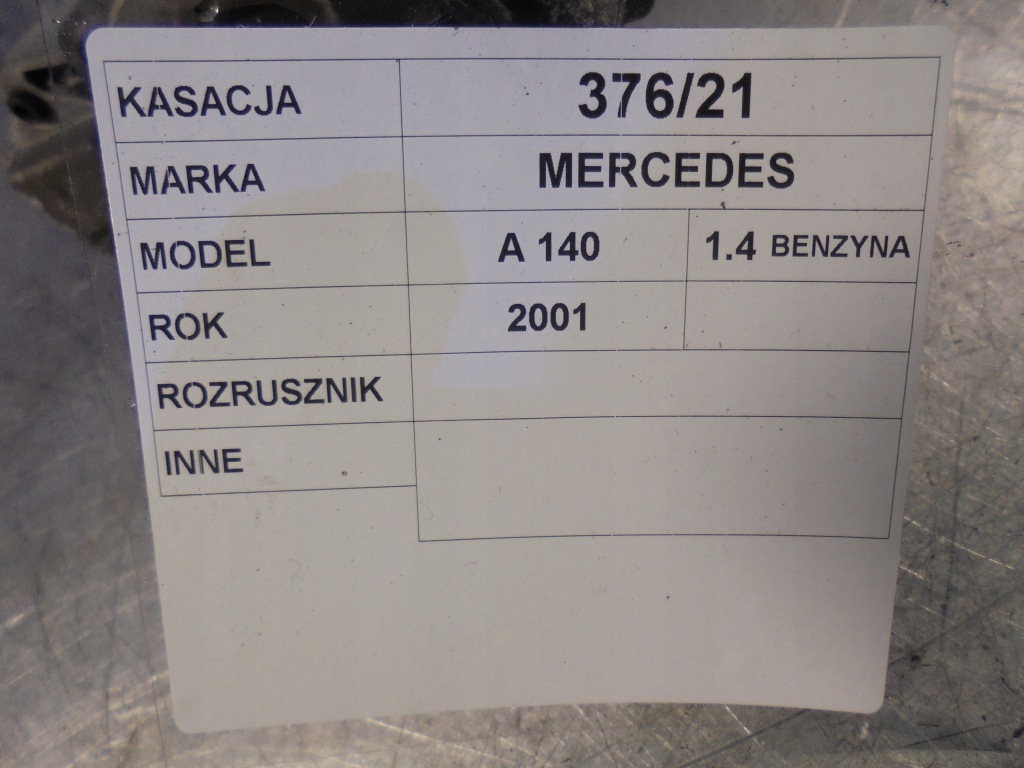 KASACJA 376/21
MARKA MERCEDES
MODEL A 140 1.4 BENZYNA
ROK 2001
ROZRUSZNIK
INNE